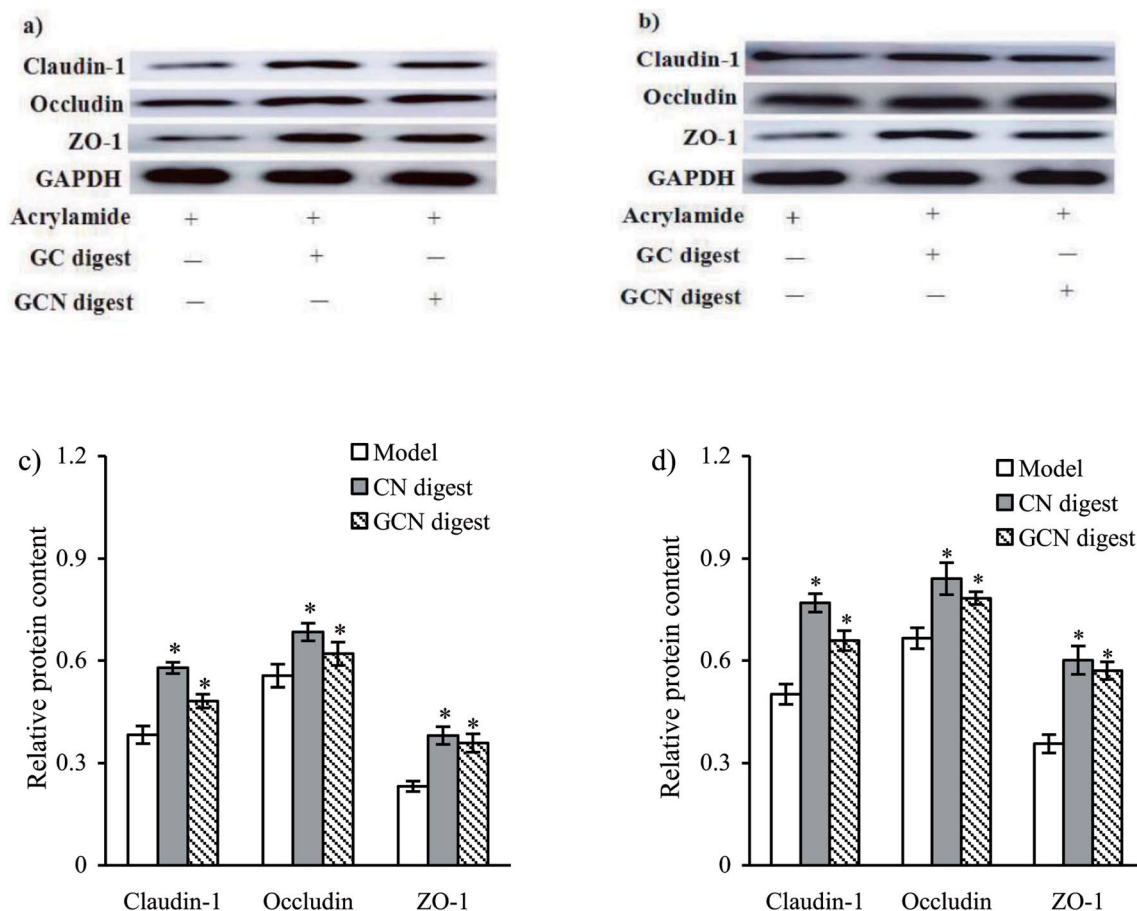 a)
Claudin-1
Occludin
ZO-1
GAPDH
Acrylamide + + +
GC digest — + —
GCN digest — — +
b)
Claudin-1
Occludin
ZO-1
GAPDH
Acrylamide + + +
GC digest — + —
GCN digest — — +
c)
Relative protein content
1.2
0.9
0.6
0.3
0
Model
CN digest
GCN digest
* * * * * *
Claudin-1 Occludin ZO-1
d)
Relative protein content
1.2
0.9
0.6
0.3
0
Model
CN digest
GCN digest
* * * * * *
Claudin-1 Occludin ZO-1